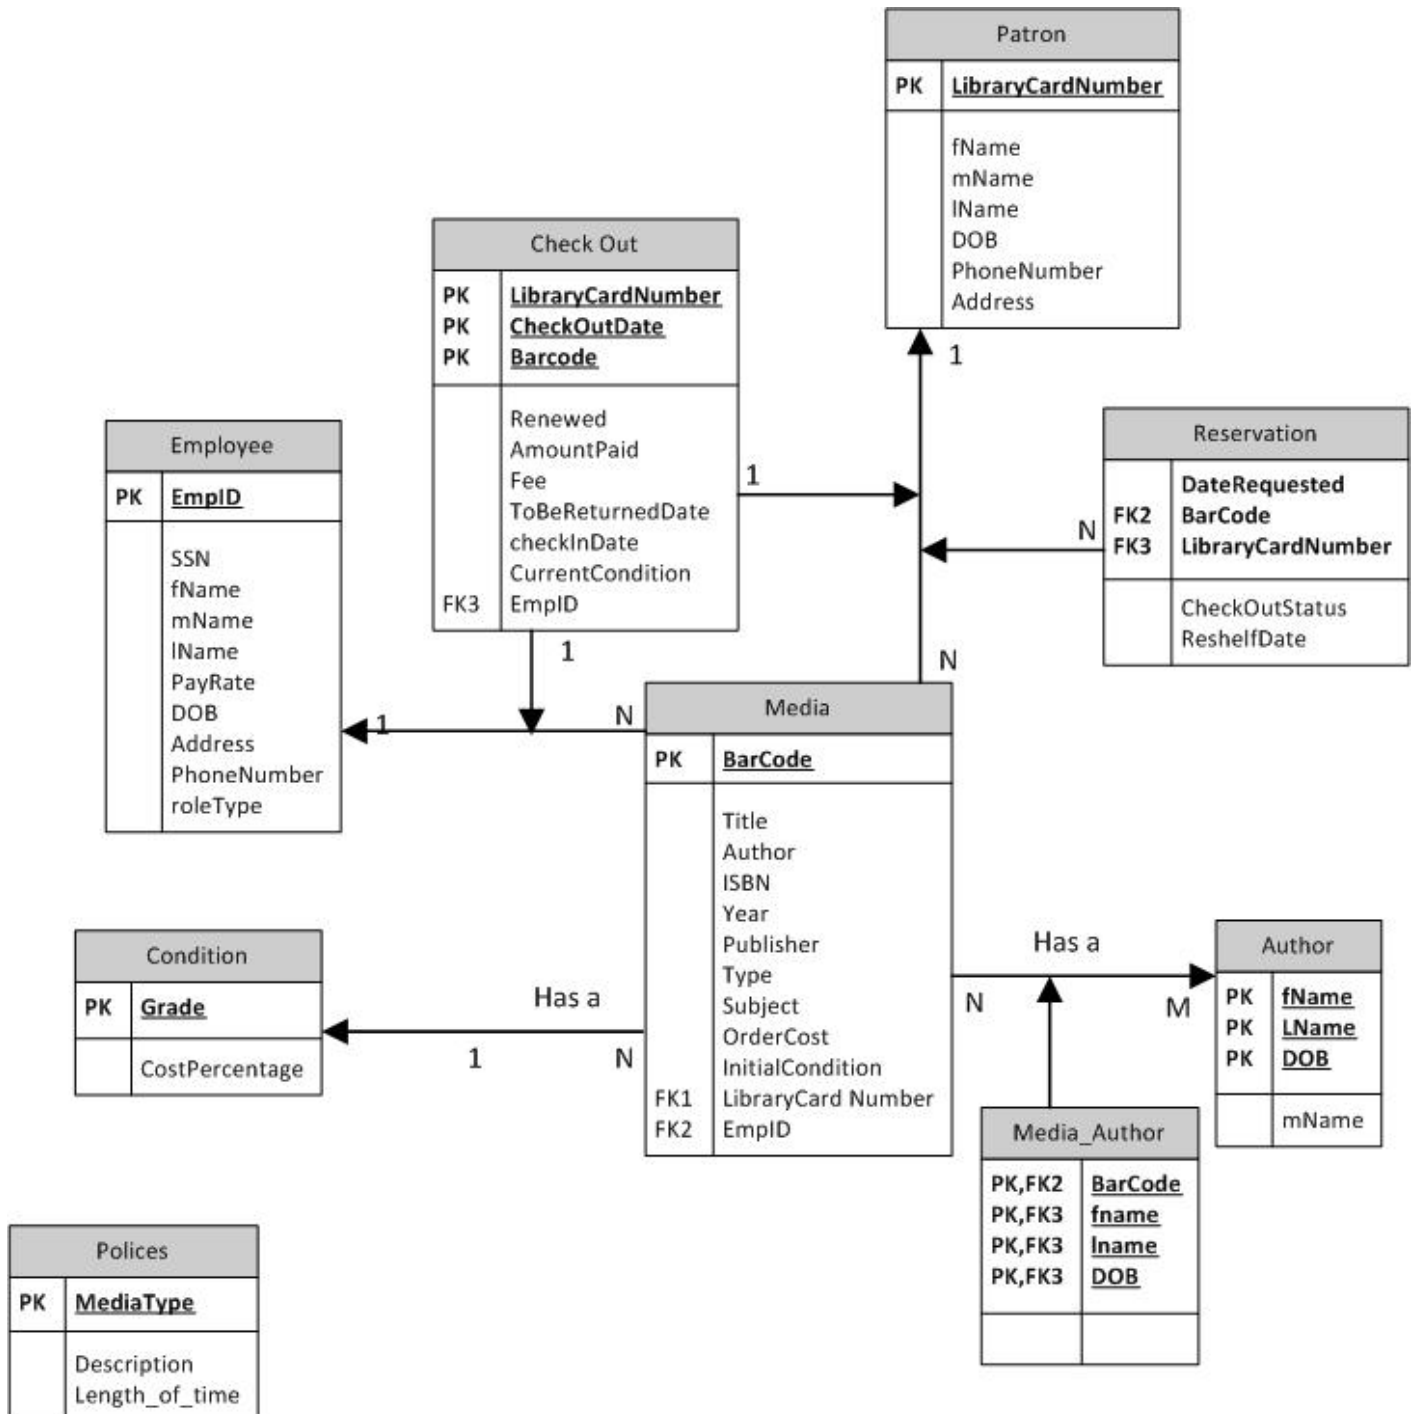 Patron
PK LibraryCardNumber
fName
mName
lName
DOB
PhoneNumber
Address
1
Check Out
PK LibraryCardNumber
PK CheckOutDate
PK Barcode
Renewed
AmountPaid
Fee
ToBeReturnedDate
checkInDate
CurrentCondition
FK3 EmpID
1
1
Reservation
DateRequested
FK2 BarCode
FK3 LibraryCardNumber
CheckOutStatus
ReshelfDate
N
N
Employee
PK EmpID
SSN
fName
mName
lName
PayRate
DOB
Address
PhoneNumber
roleType
1
N
Media
PK BarCode
Title
Author
ISBN
Year
Publisher
Type
Subject
OrderCost
InitialCondition
FK1 LibraryCard Number
FK2 EmpID
Condition
PK Grade
CostPercentage
Has a
1 N
Has a
N M
Author
PK fName
PK LName
PK DOB
mName
Media_Author
PK,FK2 BarCode
PK,FK3 fname
PK,FK3 lname
PK,FK3 DOB
Polices
PK MediaType
Description
Length_of_time